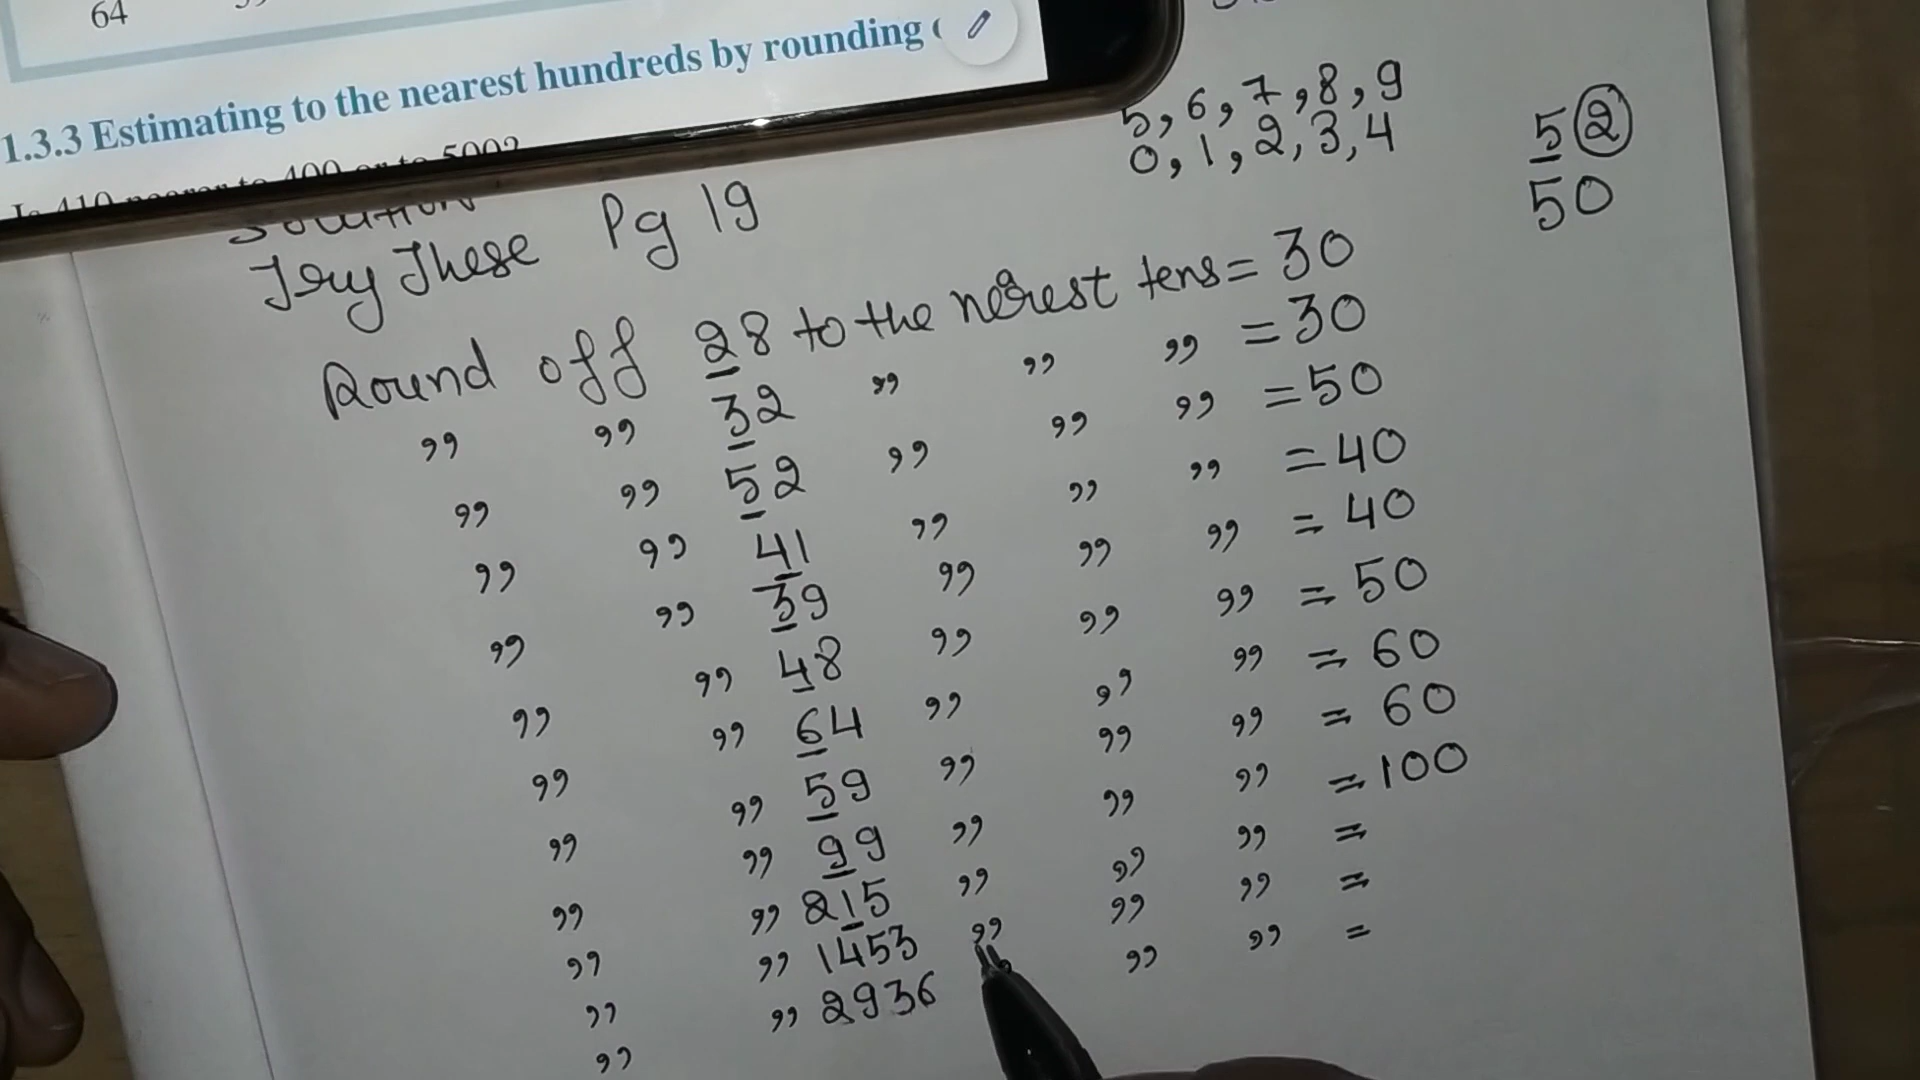 64
1.3.3 Estimating to the nearest hundreds by rounding
5, 6, 7, 8, 9
0, 1, 2, 3, 4
52
50
Try These Pg 19
Round off 28 to the nerest tens = 30
" " 32 " " " = 30
" " 52 " " " = 50
" " 41 " " " = 40
" " 39 " " " = 40
" " 48 " " " = 50
" " 64 " " " = 60
" " 59 " " " = 60
" " 99 " " " = 100
" " 215 " " " =
" " 1453 " " " =
" " 2936 " " =
"